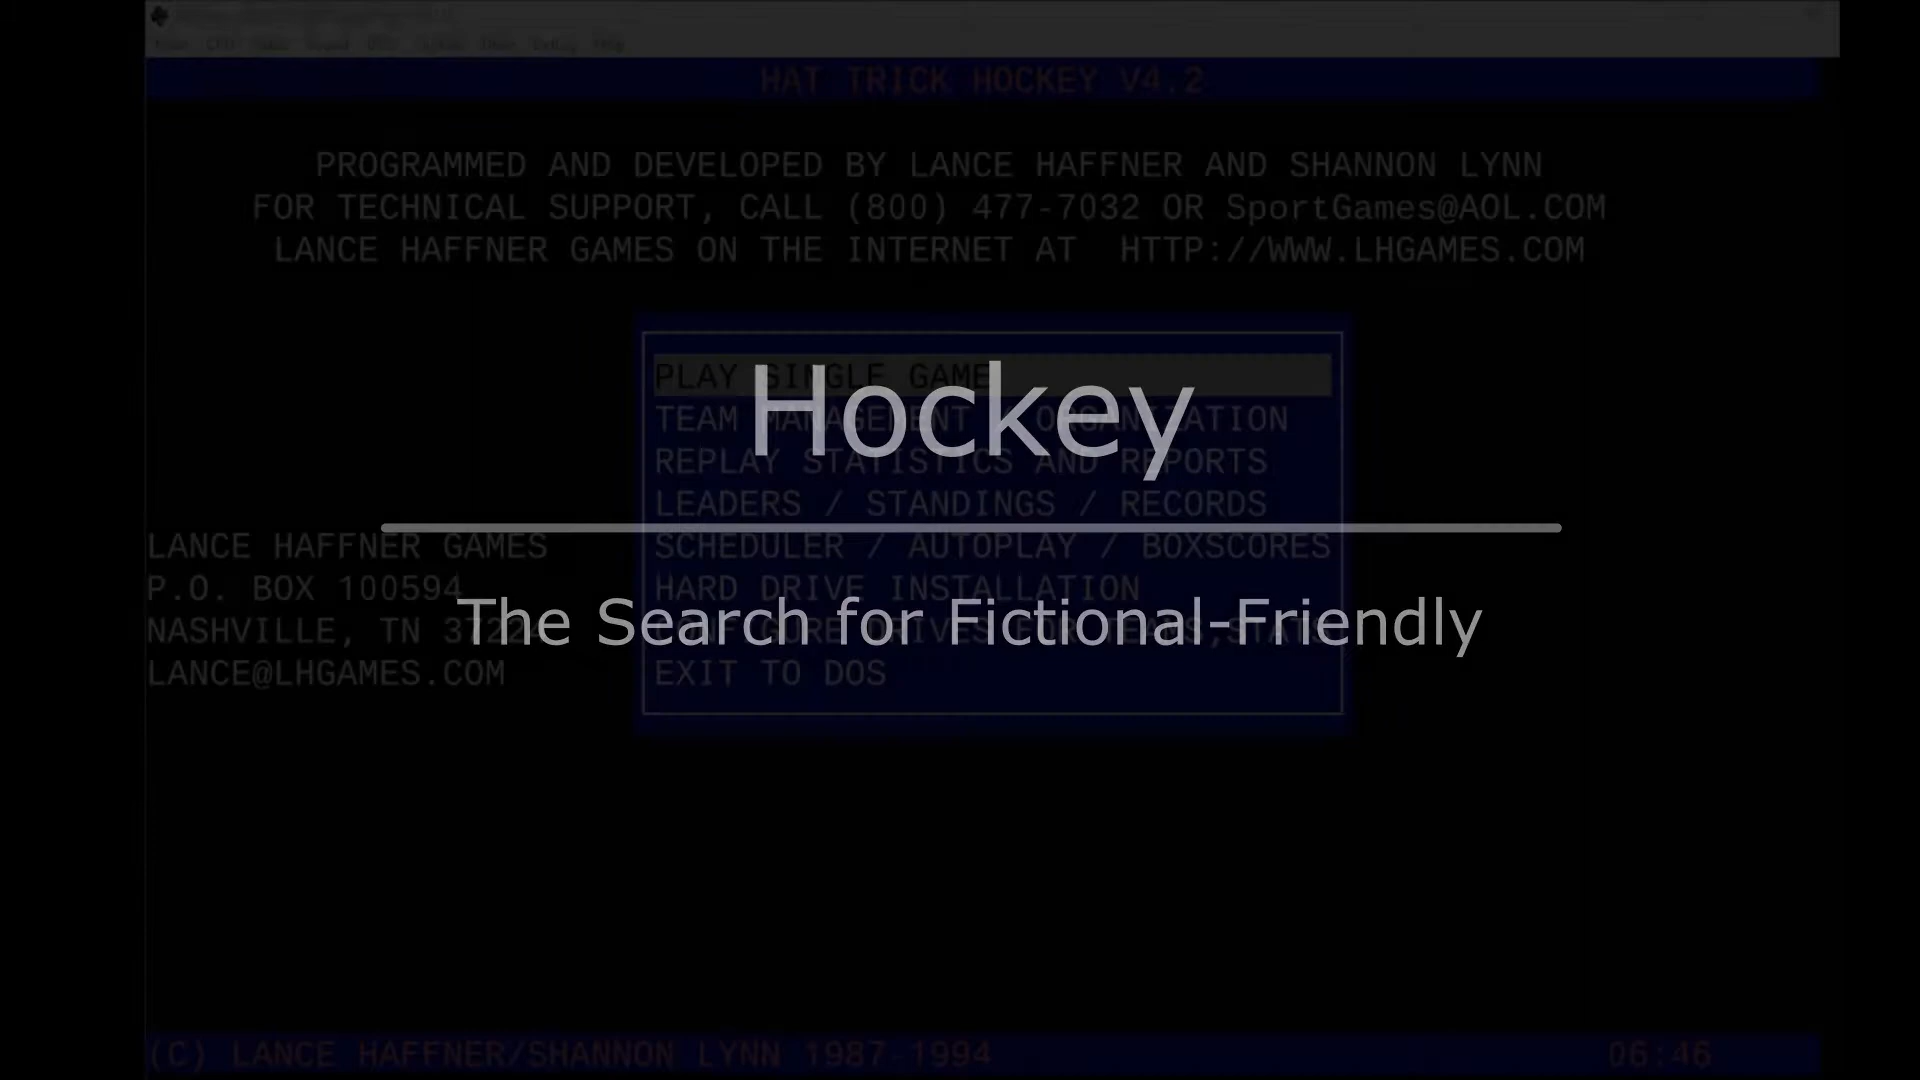 HAT TRICK HOCKEY V4.2
PROGRAMMED AND DEVELOPED BY LANCE HAFFNER AND SHANNON LYNN
FOR TECHNICAL SUPPORT, CALL (800) 477-7032 OR SportGames@AOL.COM
LANCE HAFFNER GAMES ON THE INTERNET AT HTTP://WWW.LHGAMES.COM
PLAY SINGLE GAME
Hockey
TEAM MANAGEMENT ORGANIZATION
REPLAY STATISTICS AND REPORTS
LEADERS / STANDINGS / RECORDS
LANCE HAFFNER GAMES
SCHEDULER / AUTOPLAY / BOXSCORES
P.O. BOX 100594
HARD DRIVE INSTALLATION
The Search for Fictional-Friendly
NASHVILLE, TN
LANCE@LHGAMES.COM
EXIT TO DOS
(C) LANCE HAFFNER/SHANNON LYNN 1987-1994
06:46